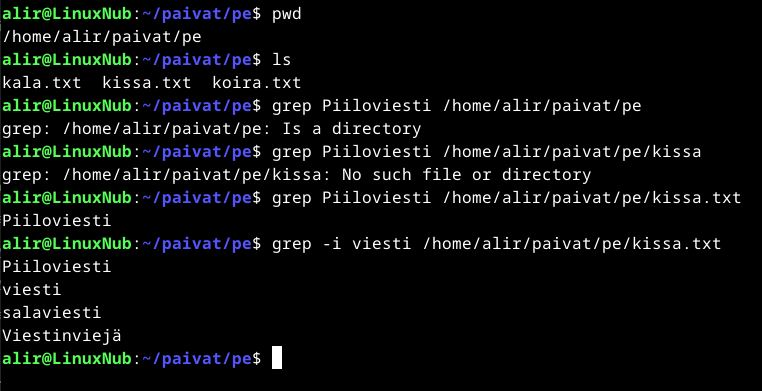 alir@LinuxNub:~/paivat/pe$ pwd
/home/alir/paivat/pe
alir@LinuxNub:~/paivat/pe$ ls
kala.txt  kissa.txt  koira.txt
alir@LinuxNub:~/paivat/pe$ grep Piiloviesti /home/alir/paivat/pe
grep: /home/alir/paivat/pe: Is a directory
alir@LinuxNub:~/paivat/pe$ grep Piiloviesti /home/alir/paivat/pe/kissa
grep: /home/alir/paivat/pe/kissa: No such file or directory
alir@LinuxNub:~/paivat/pe$ grep Piiloviesti /home/alir/paivat/pe/kissa.txt
Piiloviesti
alir@LinuxNub:~/paivat/pe$ grep -i viesti /home/alir/paivat/pe/kissa.txt
Piiloviesti
viesti
salaviesti
Viestinviejä
alir@LinuxNub:~/paivat/pe$